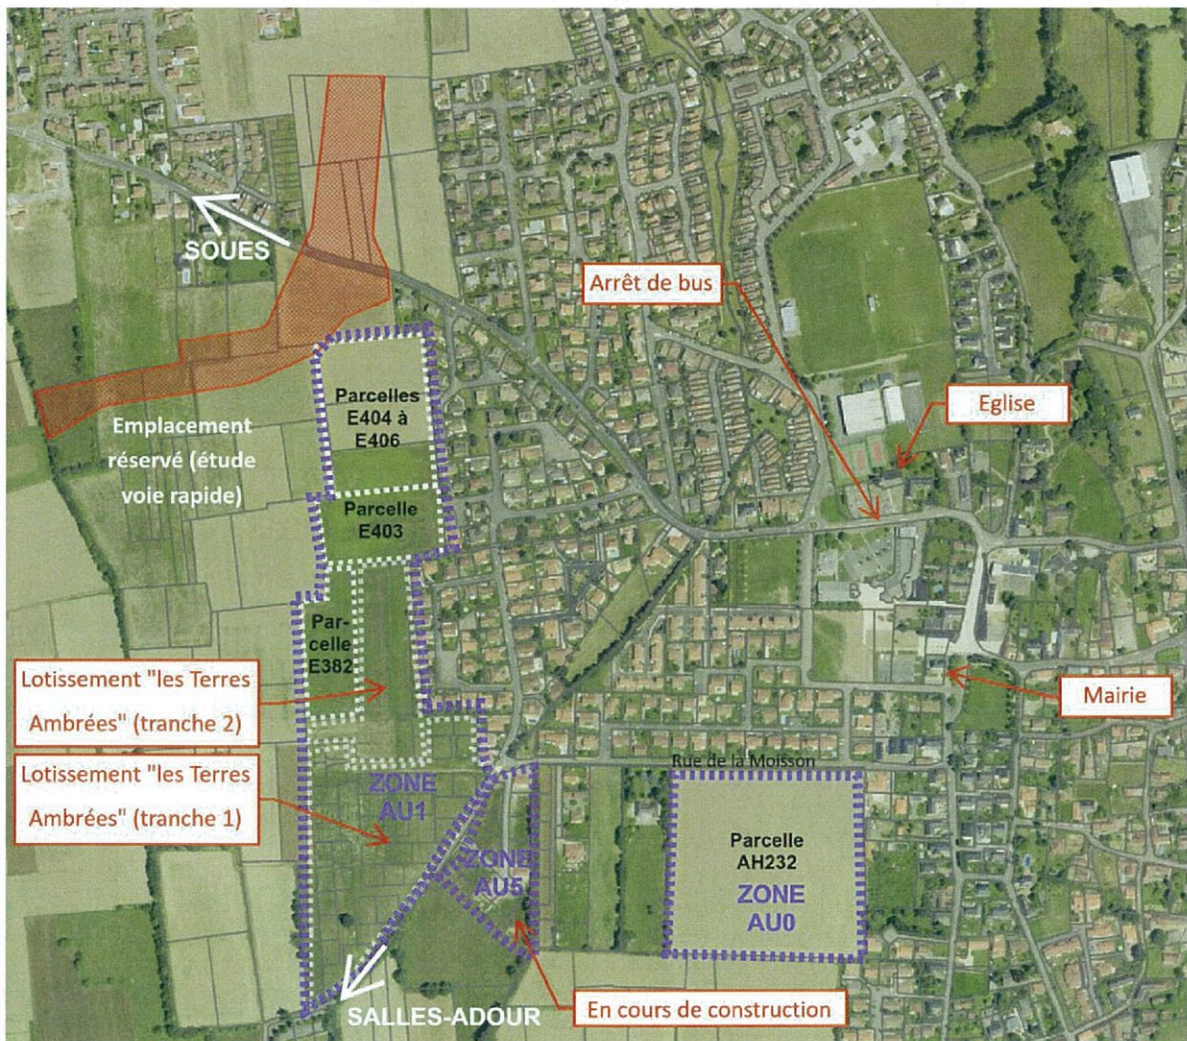 SOUES
Arrêt de bus
Eglise
Parcelles
E404 à
E406
Emplacement
réservé (étude
voie rapide)
Parcelle
E403
Par-
celle
E382
Lotissement "les Terres
Ambrées" (tranche 2)
Mairie
Lotissement "les Terres
Ambrées" (tranche 1)
Rue de la Moisson
ZONE
AU1
Parcelle
AH232
ZONE
AU5
ZONE
AU0
SALLES-ADOUR
En cours de construction